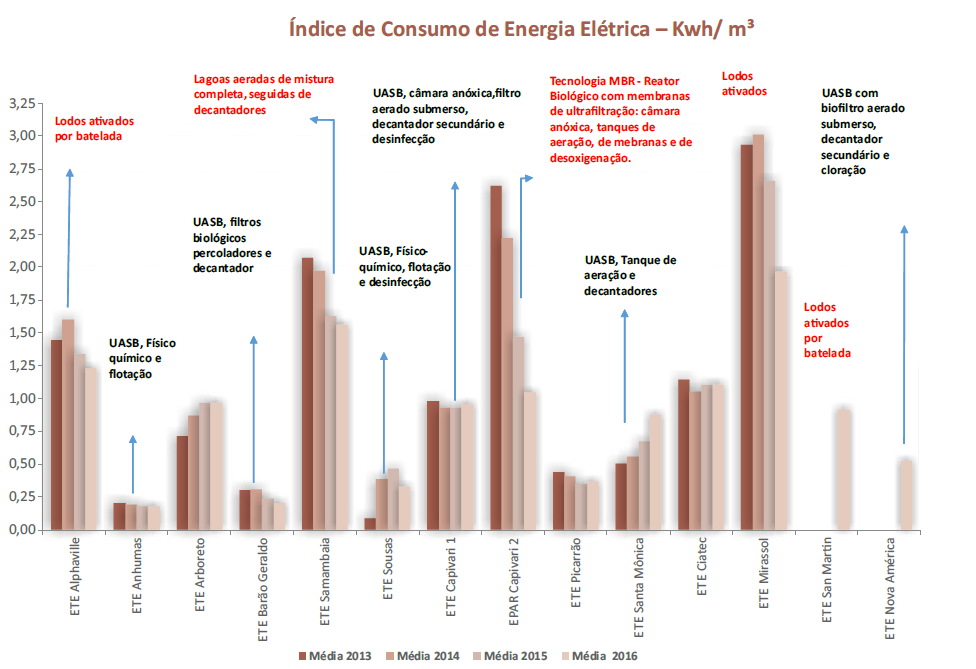 Índice de Consumo de Energia Elétrica – Kwh/ m³
Lodos ativados
por batelada
Lagoas aeradas de mistura
completa, seguidas de
decantadores
UASB, câmara anóxica,filtro
aerado submerso,
decantador secundário e
desinfecção
Tecnologia MBR - Reator
Biológico com membranas
de ultrafiltração: câmara
anóxica, tanques de
aeração, de mebranas e de
desoxigenação.
Lodos
ativados
UASB com
biofiltro aerado
submerso,
decantador
secundário e
cloração
UASB, filtros
biológicos
percoladores e
decantador
UASB, Físico-
químico, flotação
e desinfecção
UASB, Tanque de
aeração e
decantadores
Lodos
ativados
por
batelada
UASB, Físico
químico e
flotação
3,25
3,00
2,75
2,50
2,25
2,00
1,75
1,50
1,25
1,00
0,75
0,50
0,25
0,00
ETE Alphaville
ETE Anhumas
ETE Arboreto
ETE Barão Geraldo
ETE Samambaia
ETE Sousas
ETE Capivari 1
EPAR Capivari 2
ETE Picarrão
ETE Santa Mônica
ETE Ciatec
ETE Mirassol
ETE San Martin
ETE Nova América
Média 2013
Média 2014
Média 2015
Média 2016